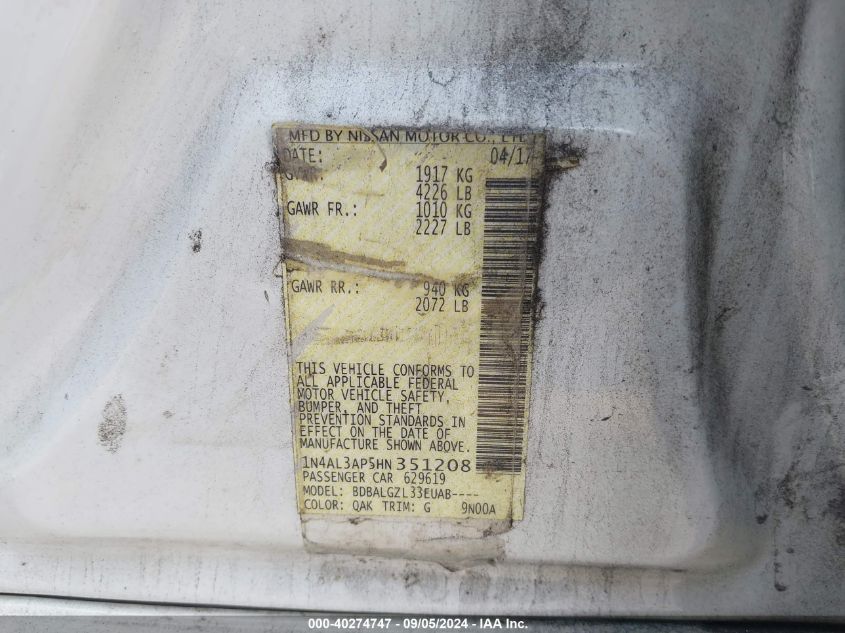 MFD BY NISSAN MOTOR CO., LTD
DATE: 04/17
1917 KG
4226 LB
GAWR FR.: 1010 KG
2227 LB
GAWR RR.: 940 KG
2072 LB
THIS VEHICLE CONFORMS TO
ALL APPLICABLE FEDERAL
MOTOR VEHICLE SAFETY,
BUMPER, AND THEFT
PREVENTION STANDARDS IN
EFFECT ON THE DATE OF
MANUFACTURE SHOWN ABOVE.
1N4AL3AP5HN351208
PASSENGER CAR 629619
MODEL: BDBALGZL33EUAB----
COLOR: QAK TRIM: G 9N00A
000-40274747 - 09/05/2024 - IAA Inc.